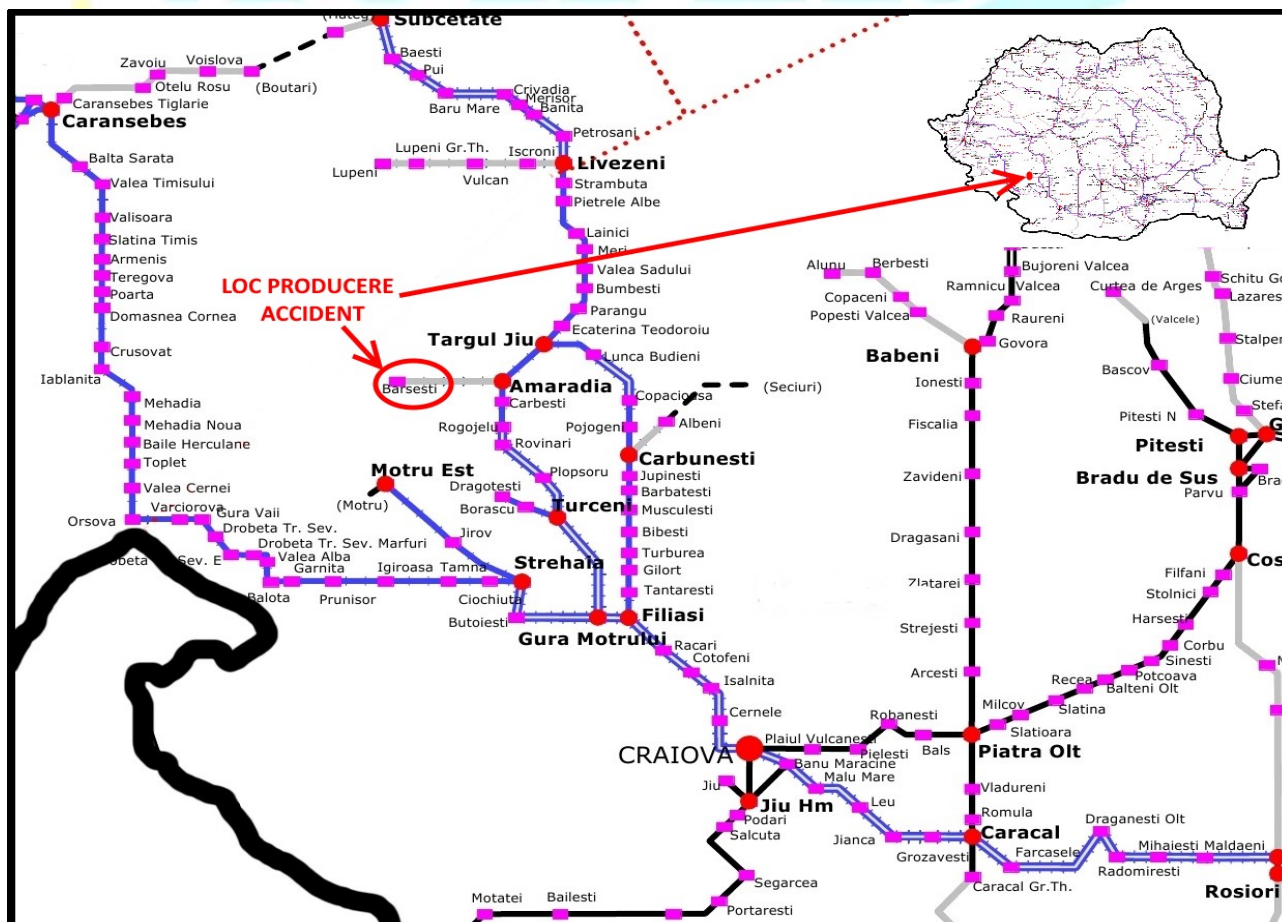 (Hateg)
Subcetate
Baesti
Pui
Crivadia
Merisor
Banita
Baru Mare
Petrosani
Zavoiu
Voislova
Otelu Rosu
(Boutari)
Caransebes Tiglarie
Caransebes
Lupeni Gr.Th.
Iscroni
Livezeni
Lupeni
Vulcan
Strambuta
Pietrele Albe
Balta Sarata
Valea Timisului
Valisoara
Slatina Timis
Armenis
Teregova
Poarta
Domasnea Cornea
Crusovat
Iablanita
Mehadia
Mehadia Noua
Baile Herculane
Toplet
Valea Cernei
Varciorova
Orsova
Gura Vaii
Drobeta Tr. Sev.
Drobeta Tr. Sev. Marfuri
Sev. E
Valea Alba
Garnita
Balota
Prunisor
Igiroasa
Tamna
Ciochiuta
Lainici
Meri
Valea Sadului
Bumbesti
Parangu
Ecaterina Teodoroiu
LOC PRODUCERE
ACCIDENT
Targul Jiu
Lunca Budieni
Barsesti
Amaradia
Carbesti
Copacioasa
(Seciuri)
Rogojelu
Pojogeni
Albeni
Rovinari
Carbunesti
Motru Est
Plopsoru
Jupinesti
Dragotesti
Barbatesti
(Motru)
Borascu
Turceni
Musculesti
Jirov
Bibesti
Strehaia
Turburea
Gilort
Tantaresti
Butoiesti
Filiasi
Gura Motrului
Racari
Cotofeni
Isalnita
Cernele
CRAIOVA
Plaiul Vulcanesti
Pielesti
Robanesti
Bals
Banu Maracine
Malu Mare
Jiu
Jiu Hm
Leu
Podari
Salcuta
Jianca
Grozavesti
Segarcea
Portaresti
Motatei
Bailesti
Alunu
Berbesti
Bujoreni Valcea
Ramnicu Valcea
Copaceni
Popesti Valcea
Raureni
Babeni
Govora
Ionesti
Fiscalia
Zavideni
Dragasani
Zlatarei
Strejesti
Arcesti
Curtea de Arges
(Valcele)
Bascov
Pitesti N
Pitesti
Bradu de Sus
Parvu
Schitu
Lazares
Stalper
Ciume
Stefa
Cos
Filfani
Stolnici
Harsesti
Corbu
Sinesti
Potcoava
Balteni Olt
Recea
Slatina
Milcov
Slatioara
Piatra Olt
Vladureni
Romula
Caracal
Draganesti Olt
Farcasele
Mihaiesti
Maldaeni
Radomiresti
Caracal Gr.Th.
Rosiori